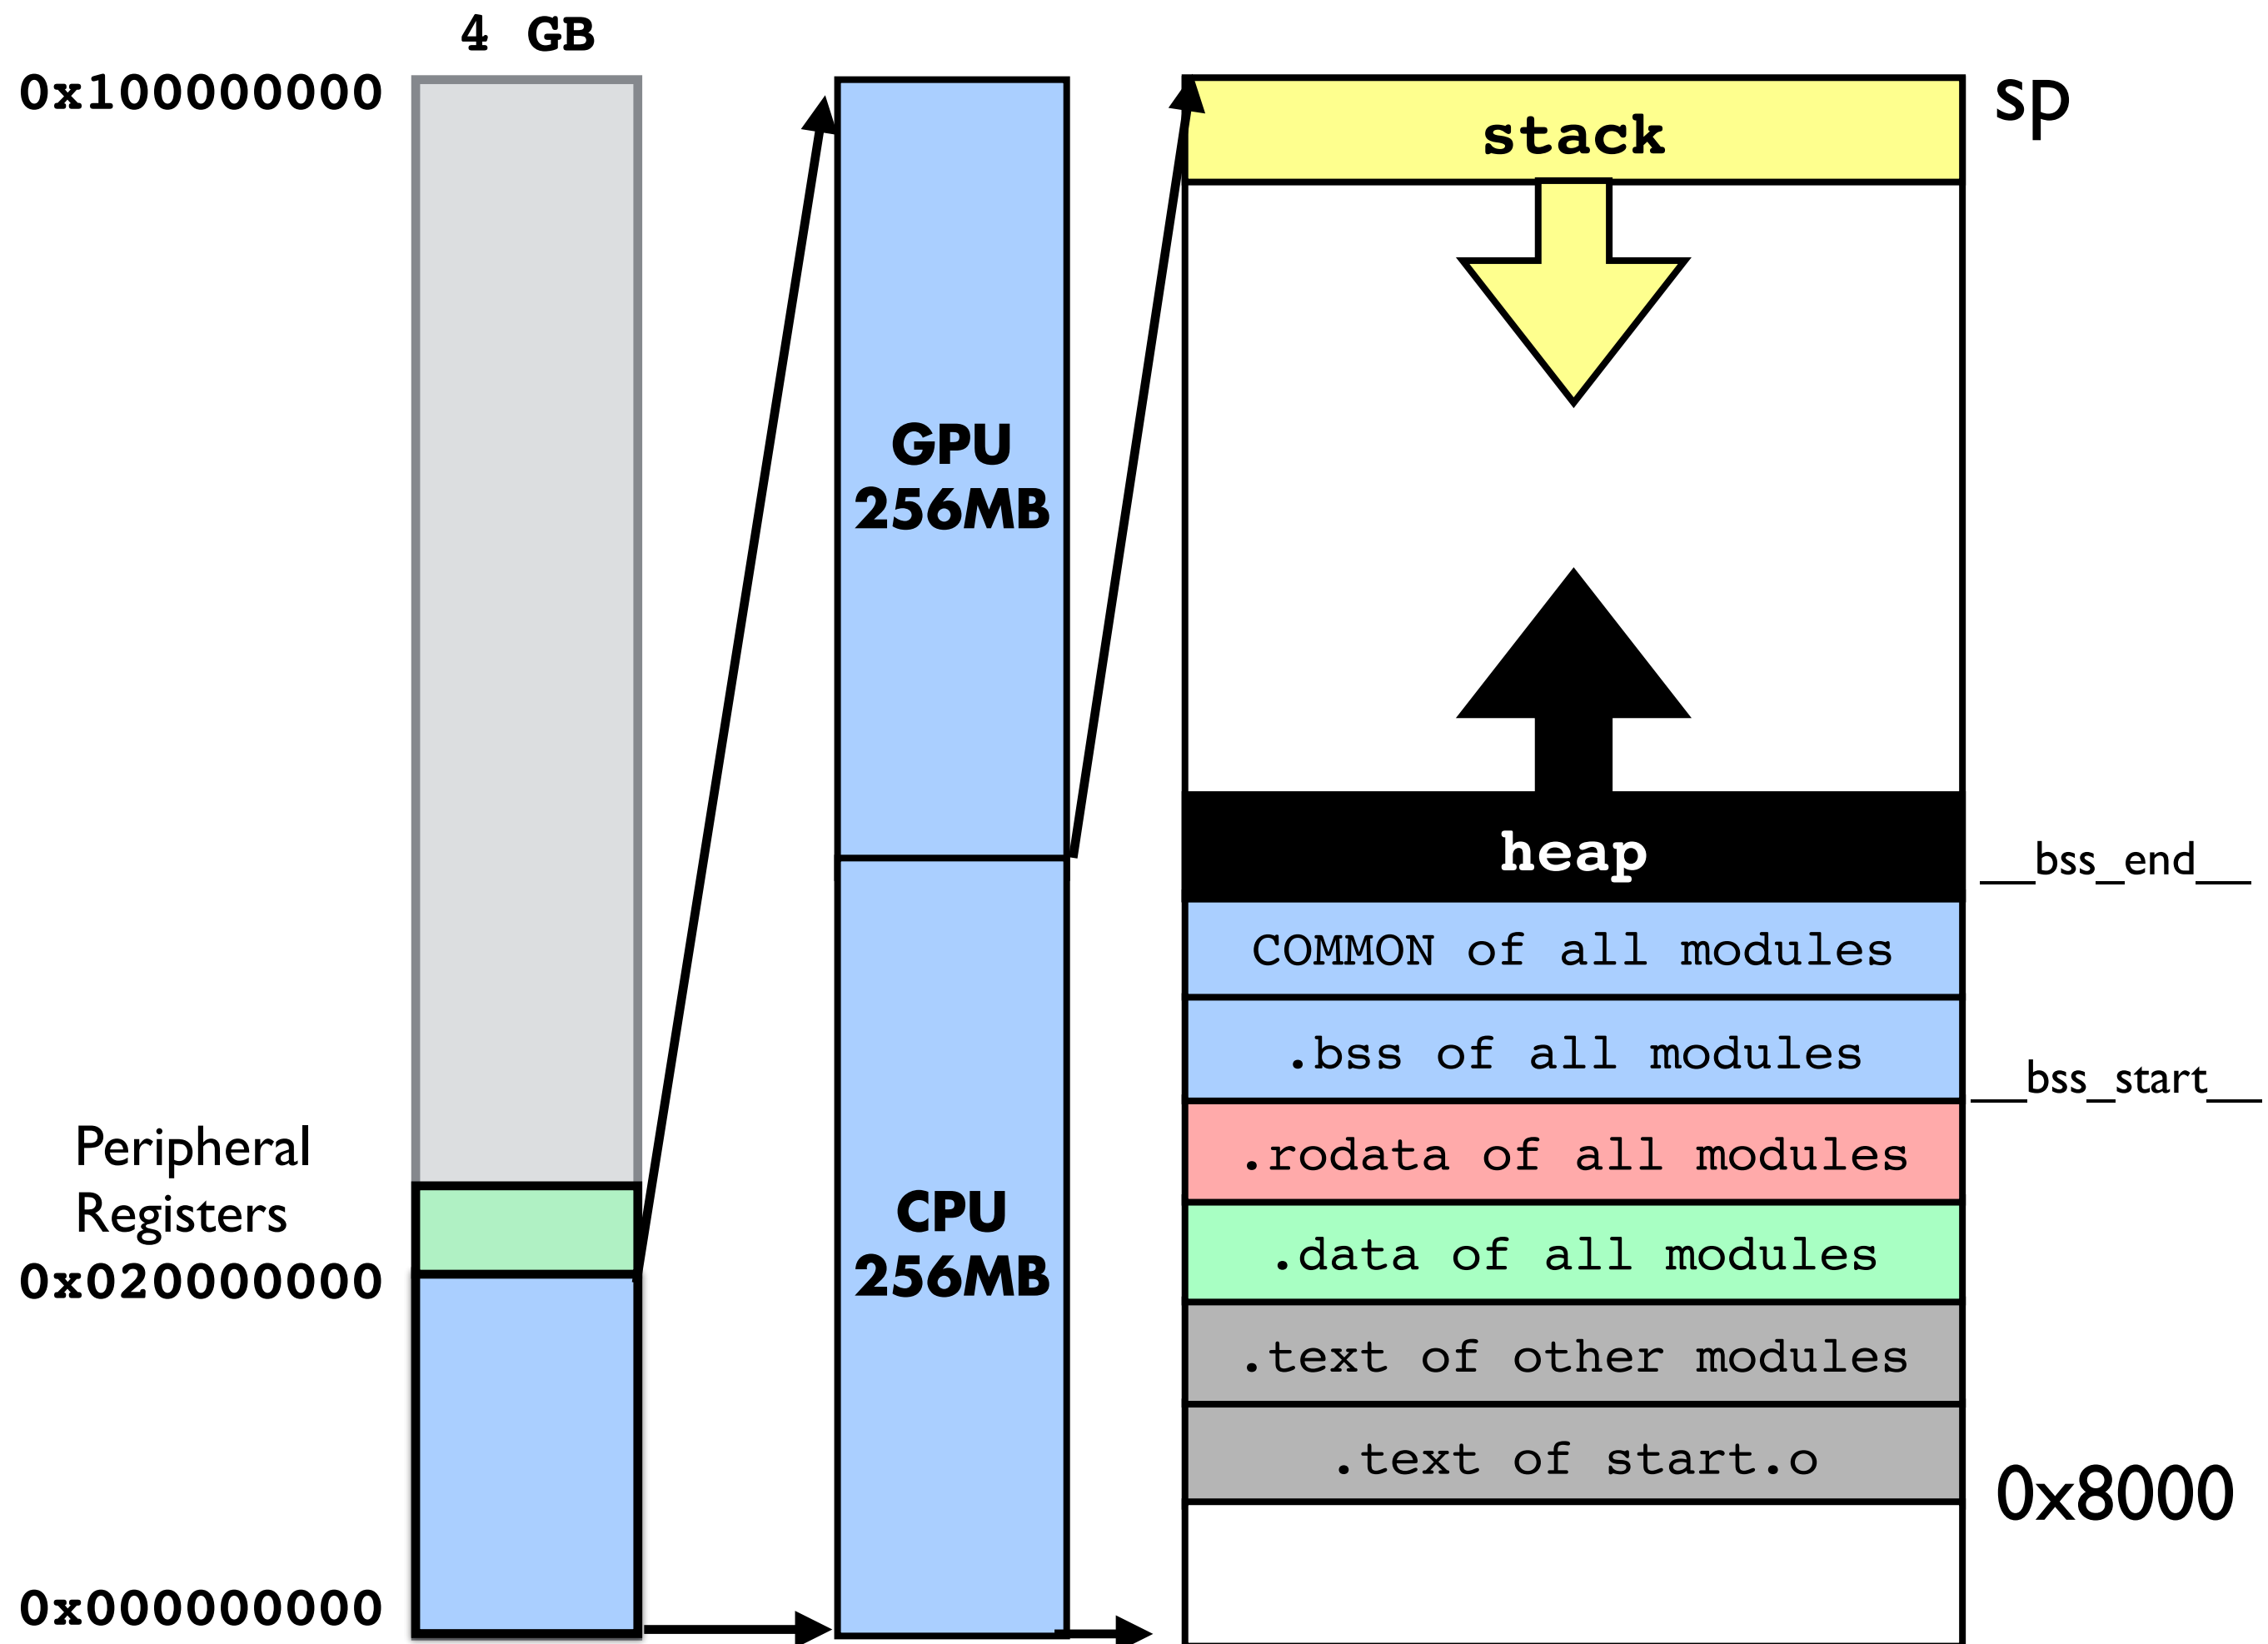 4 GB
0x100000000
Peripheral
Registers
0x020000000
0x000000000
GPU
256MB
CPU
256MB
stack
heap
COMMON of all modules
.bss of all modules
.rodata of all modules
.data of all modules
.text of other modules
.text of start.o
sp
__bss_end__
__bss_start__
0x8000